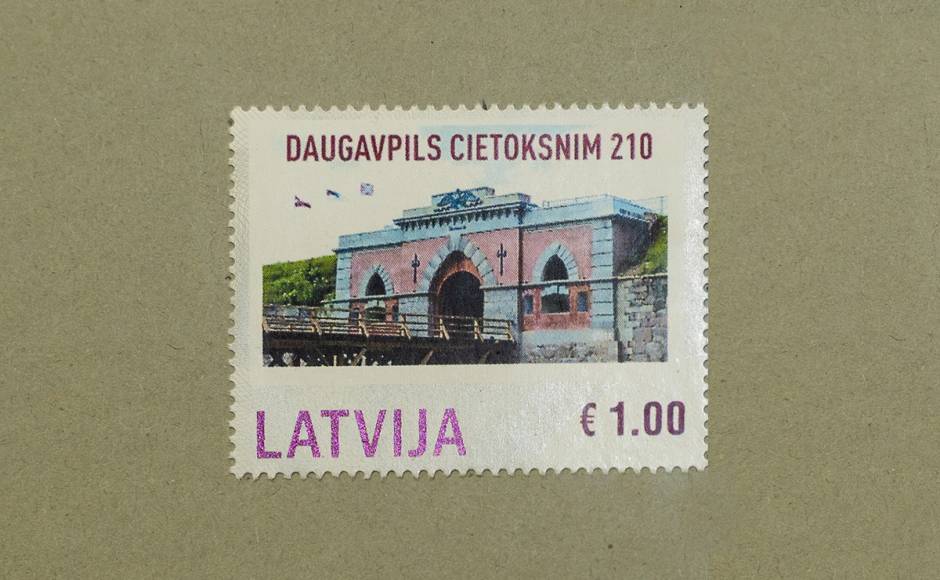 DAUGAVPILS CIETOKSNIM 210
LATVIJA
€ 1.00